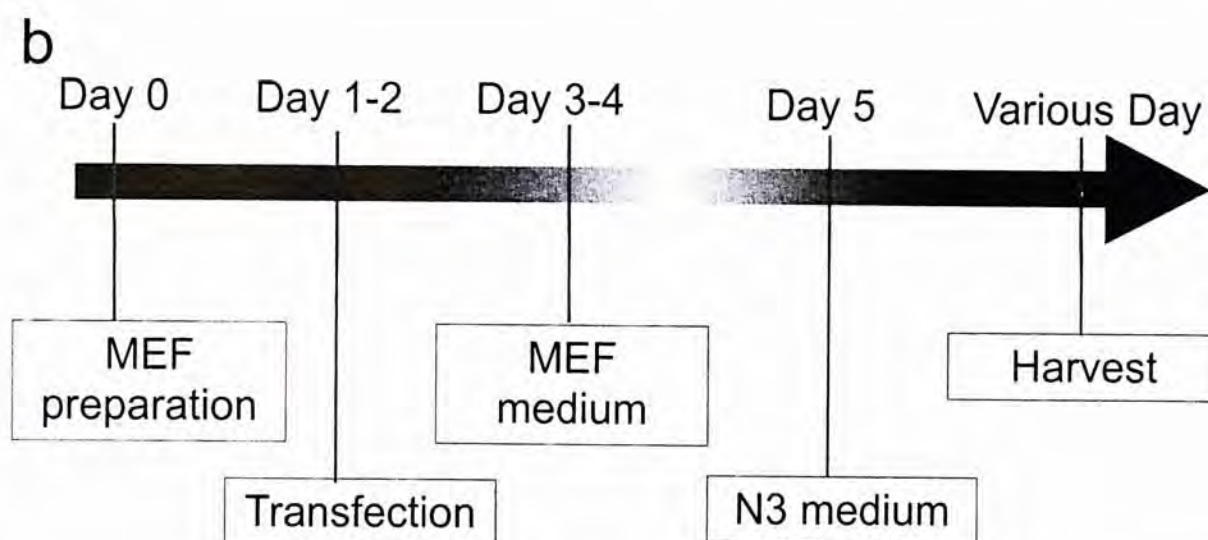 b
Day 0
Day 1-2
Day 3-4
Day 5
Various Day
MEF
preparation
Transfection
MEF
medium
N3 medium
Harvest